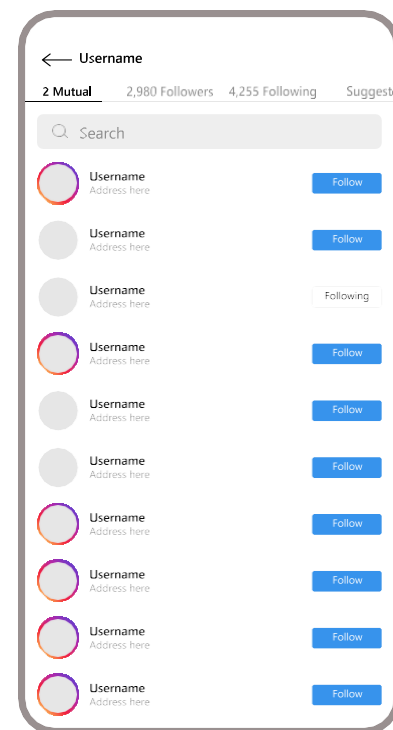 Username
2 Mutual 2,980 Followers 4,255 Following Suggest
Search
Username
Address here
Follow
Username
Address here
Follow
Username
Address here
Following
Username
Address here
Follow
Username
Address here
Follow
Username
Address here
Follow
Username
Address here
Follow
Username
Address here
Follow
Username
Address here
Follow
Username
Address here
Follow